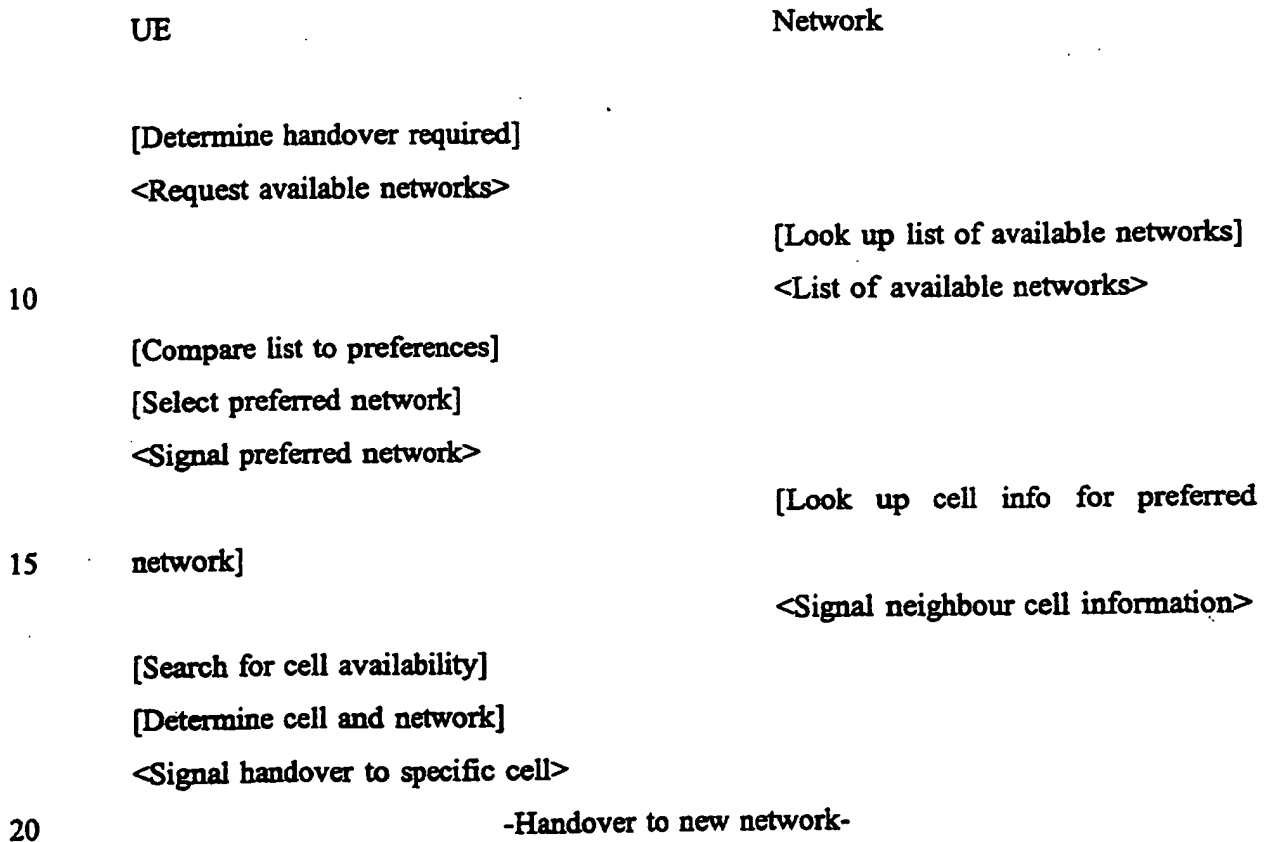 UE Network
[Determine handover required]
<Request available networks>
[Look up list of available networks]
10 <List of available networks>
[Compare list to preferences]
[Select preferred network]
<Signal preferred network>
[Look up cell info for preferred
15 network]
<Signal neighbour cell information>
[Search for cell availability]
[Determine cell and network]
<Signal handover to specific cell>
20 -Handover to new network-